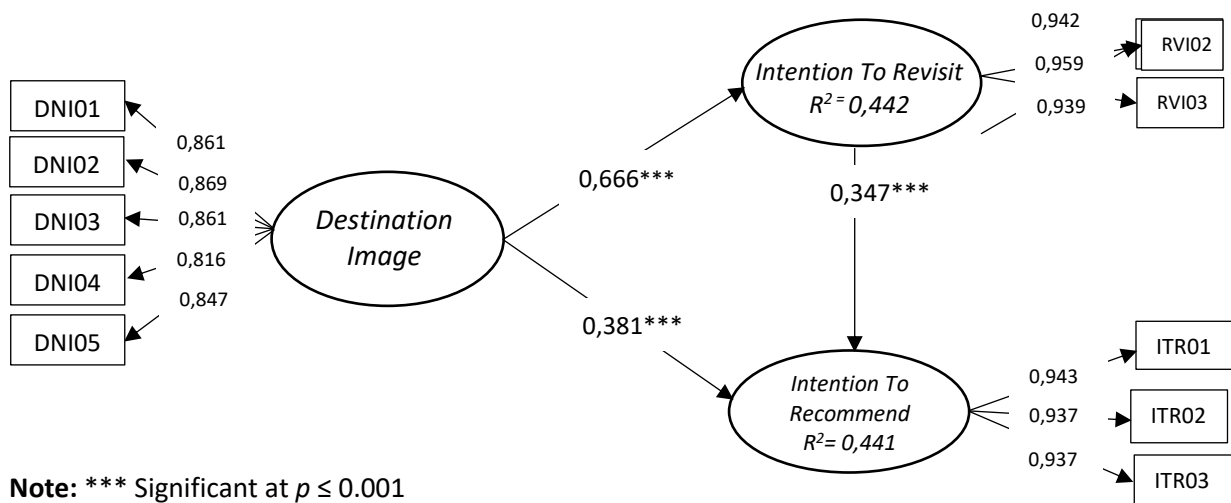 DNI01
DNI02
DNI03
DNI04
DNI05
0,861
0,869
0,861
0,816
0,847
Destination
Image
0,666***
0,381***
Intention To Revisit
R² = 0,442
0,347***
Intention To
Recommend
R²= 0,441
0,942
0,959
0,939
RVI02
RVI03
0,943
0,937
0,937
ITR01
ITR02
ITR03
Note: *** Significant at p ≤ 0.001